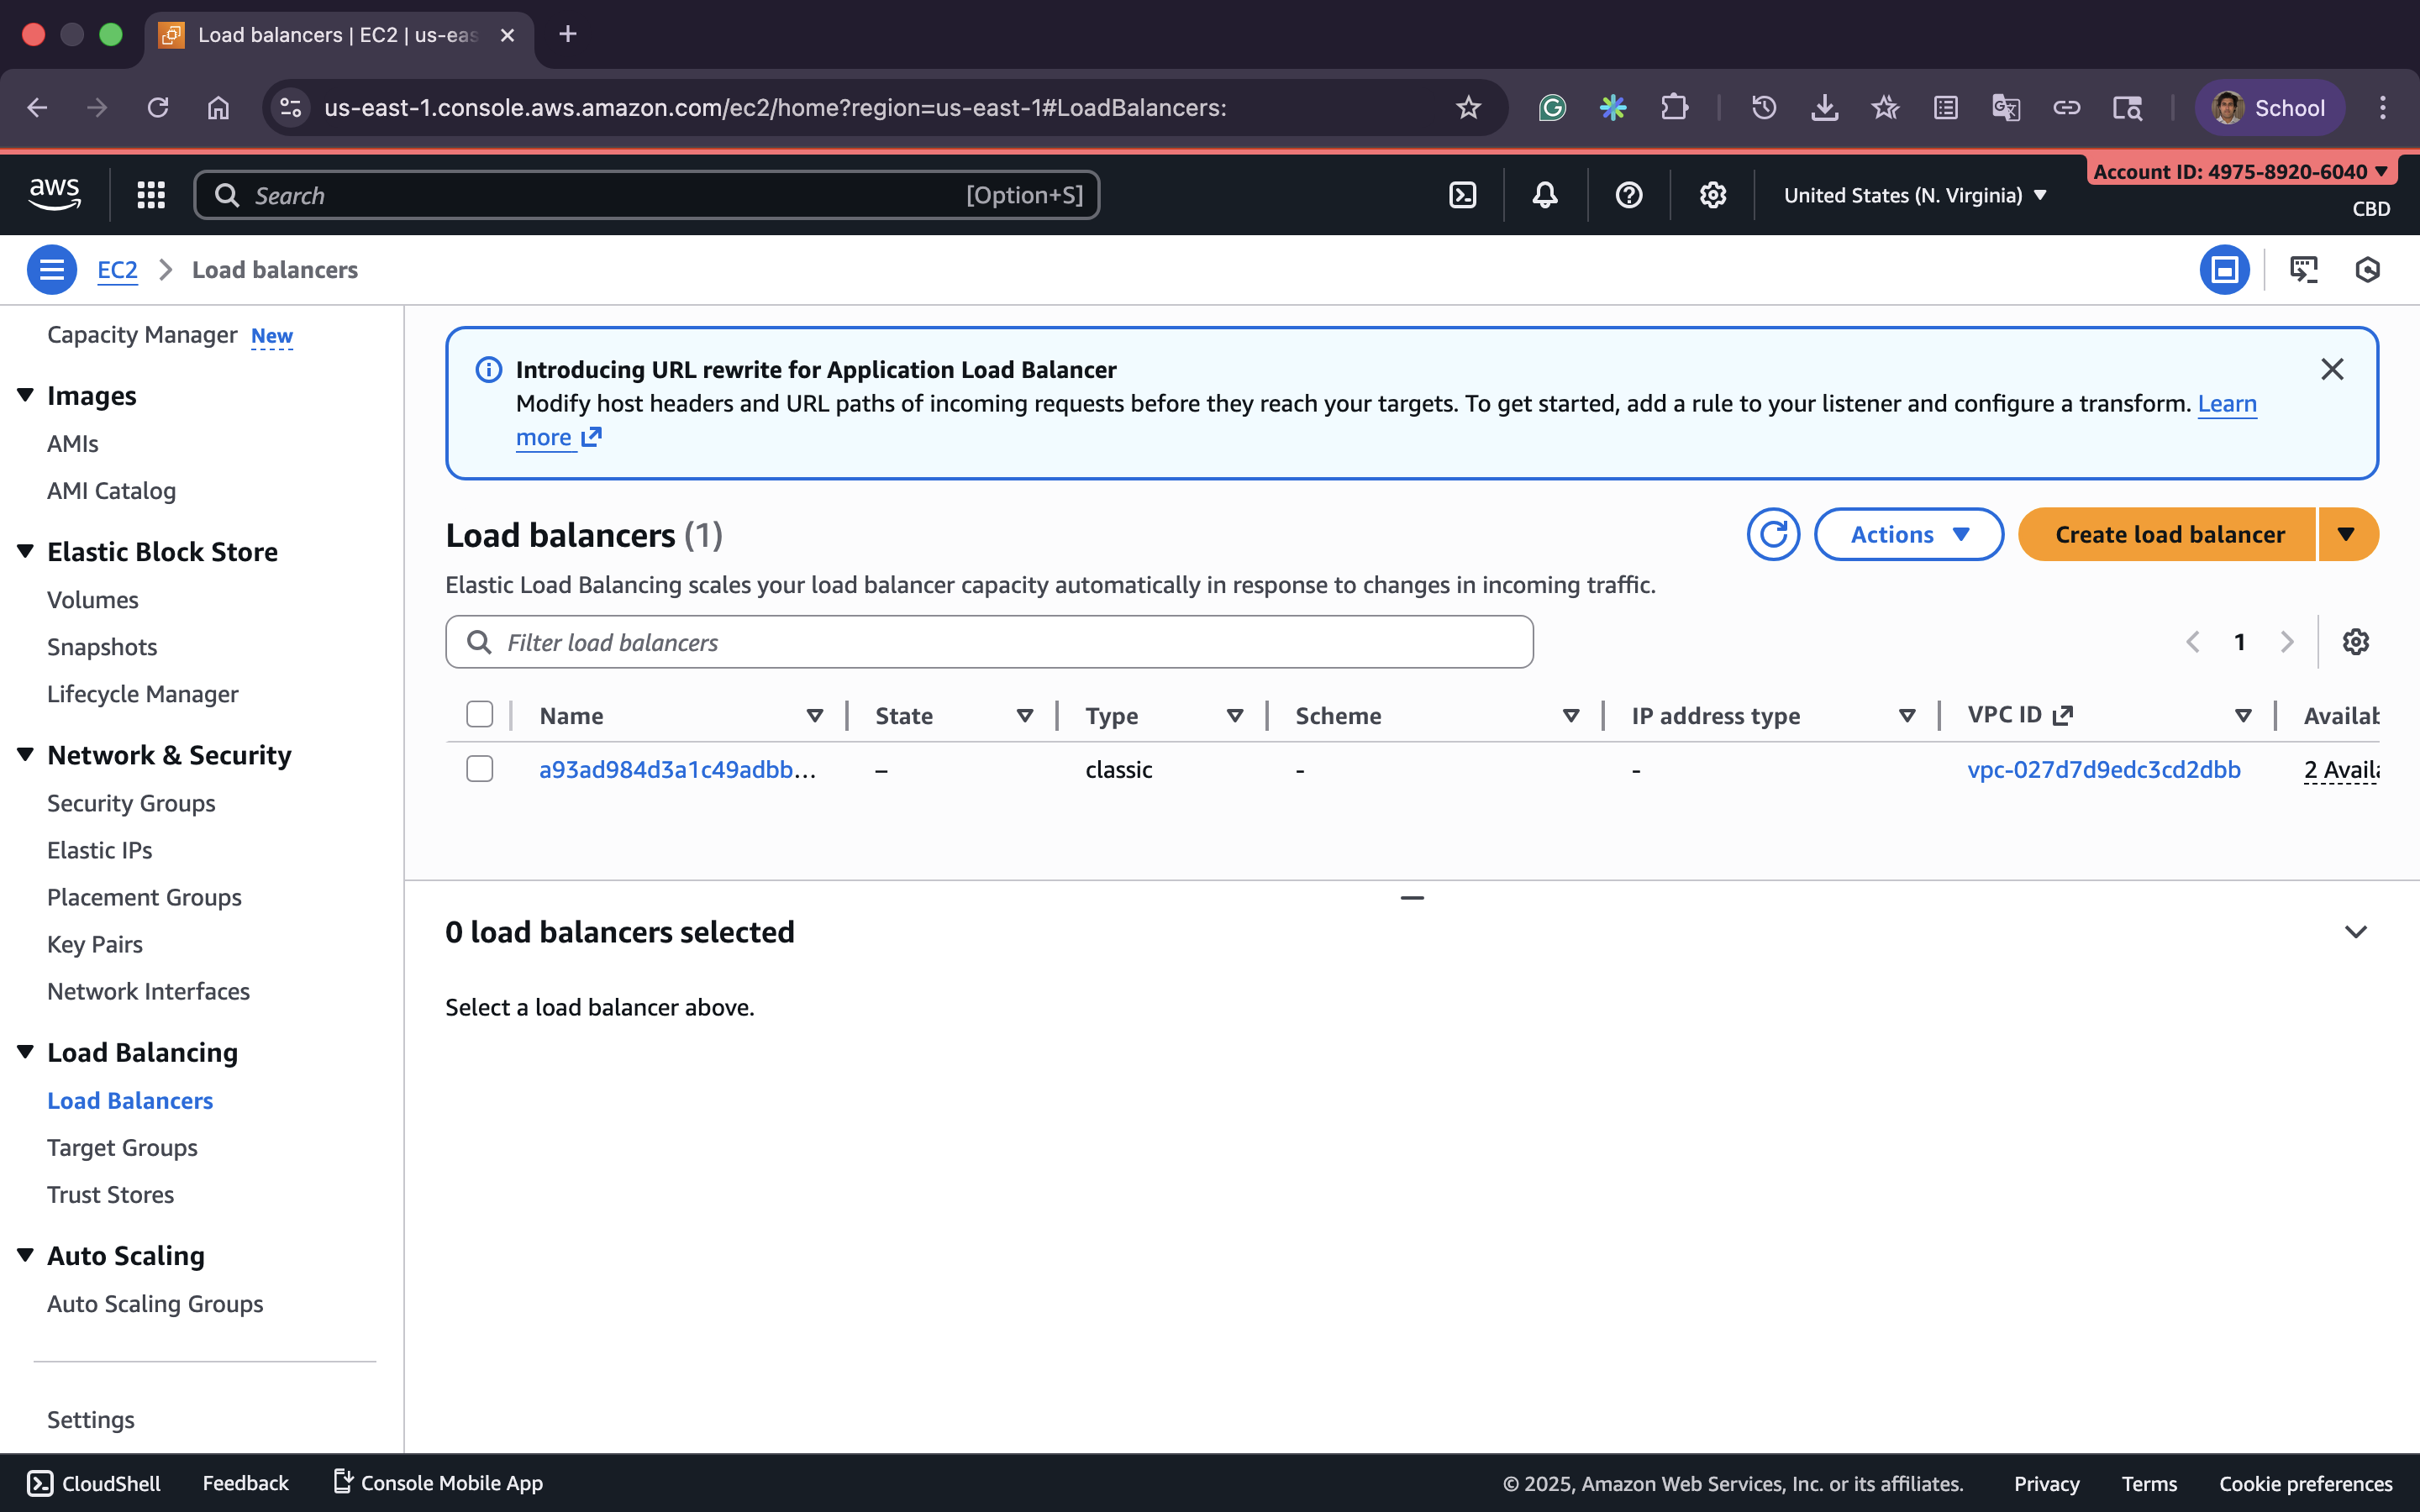 Load balancers | EC2 | us-eas
us-east-1.console.aws.amazon.com/ec2/home?region=us-east-1#LoadBalancers:
School
aws
Search
[Option+S]
United States (N. Virginia)
Account ID: 4975-8920-6040
CBD
EC2
Load balancers
Capacity Manager New
Images
AMIs
AMI Catalog
Elastic Block Store
Volumes
Snapshots
Lifecycle Manager
Network & Security
Security Groups
Elastic IPs
Placement Groups
Key Pairs
Network Interfaces
Load Balancing
Load Balancers
Target Groups
Trust Stores
Auto Scaling
Auto Scaling Groups
Settings
Introducing URL rewrite for Application Load Balancer
Modify host headers and URL paths of incoming requests before they reach your targets. To get started, add a rule to your listener and configure a transform. Learn
more
Load balancers (1)
Actions
Create load balancer
Elastic Load Balancing scales your load balancer capacity automatically in response to changes in incoming traffic.
Filter load balancers
1
Name State Type Scheme IP address type VPC ID Availab
a93ad984d3a1c49adbb... – classic - - vpc-027d7d9edc3cd2dbb 2 Availa
0 load balancers selected
Select a load balancer above.
CloudShell Feedback Console Mobile App © 2025, Amazon Web Services, Inc. or its affiliates. Privacy Terms Cookie preferences